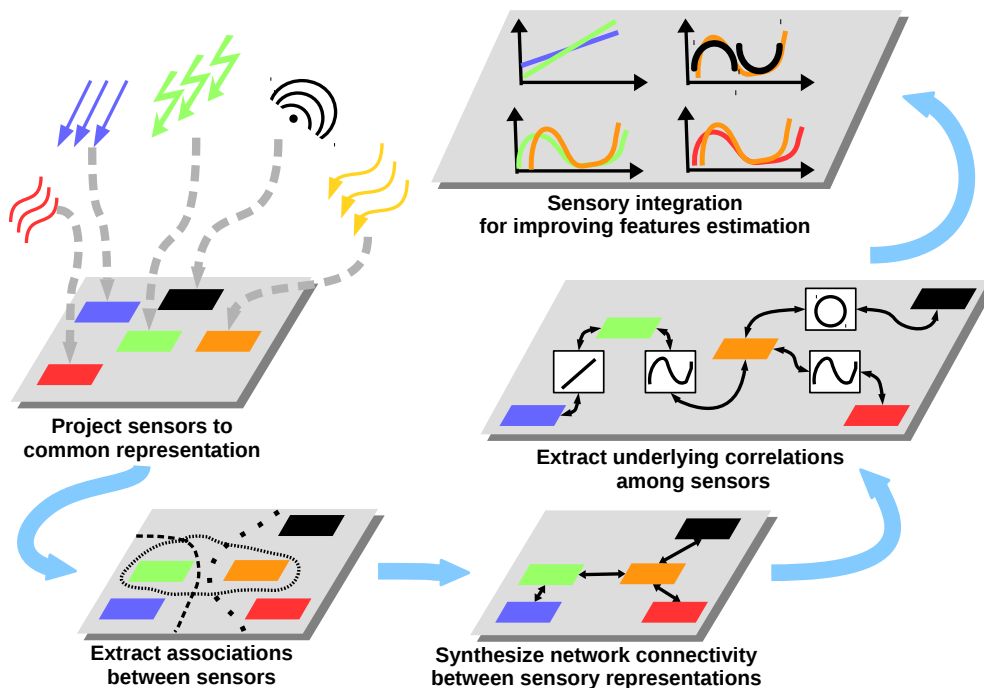 Sensory integration
for improving features estimation
Project sensors to
common representation
Extract underlying correlations
among sensors
Extract associations
between sensors
Synthesize network connectivity
between sensory representations